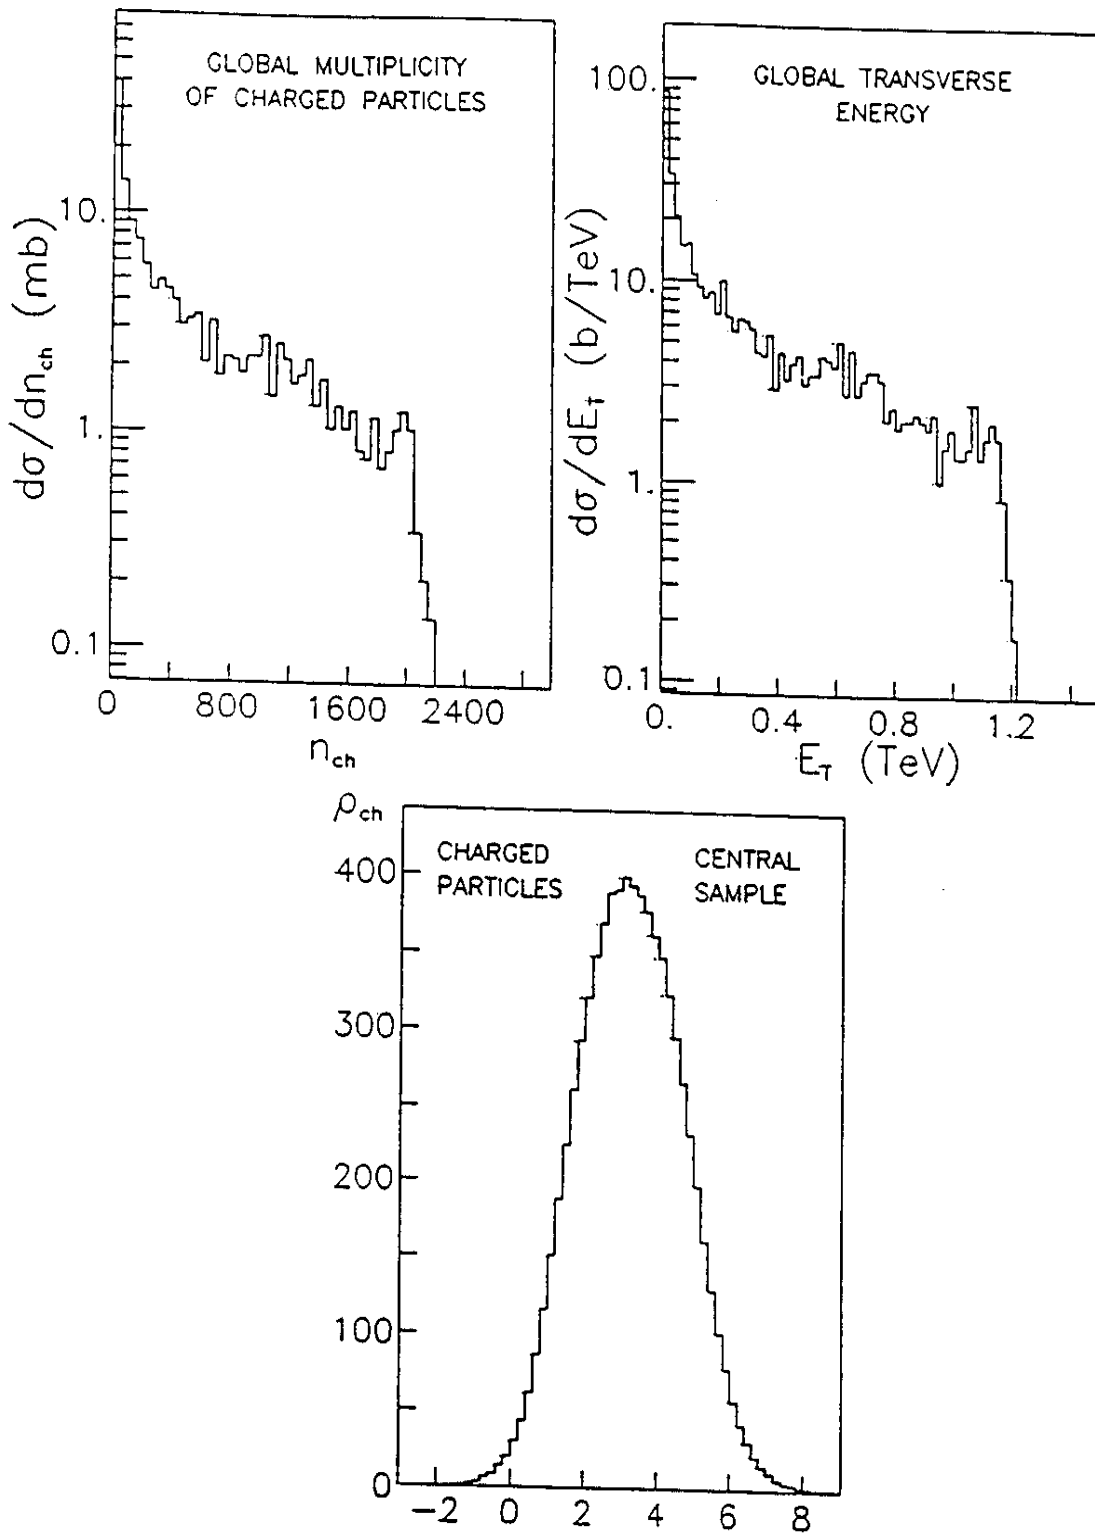 GLOBAL MULTIPLICITY
OF CHARGED PARTICLES
dσ/dn_ch (mb)
10.
1.
0.1
0 800 1600 2400
n_ch
GLOBAL TRANSVERSE
ENERGY
dσ/dE_t (b/TeV)
100.
10.
1.
0.1
0. 0.4 0.8 1.2
E_T (TeV)
ρ_ch
CHARGED
PARTICLES
CENTRAL
SAMPLE
400
300
200
100
0
-2 0 2 4 6 8